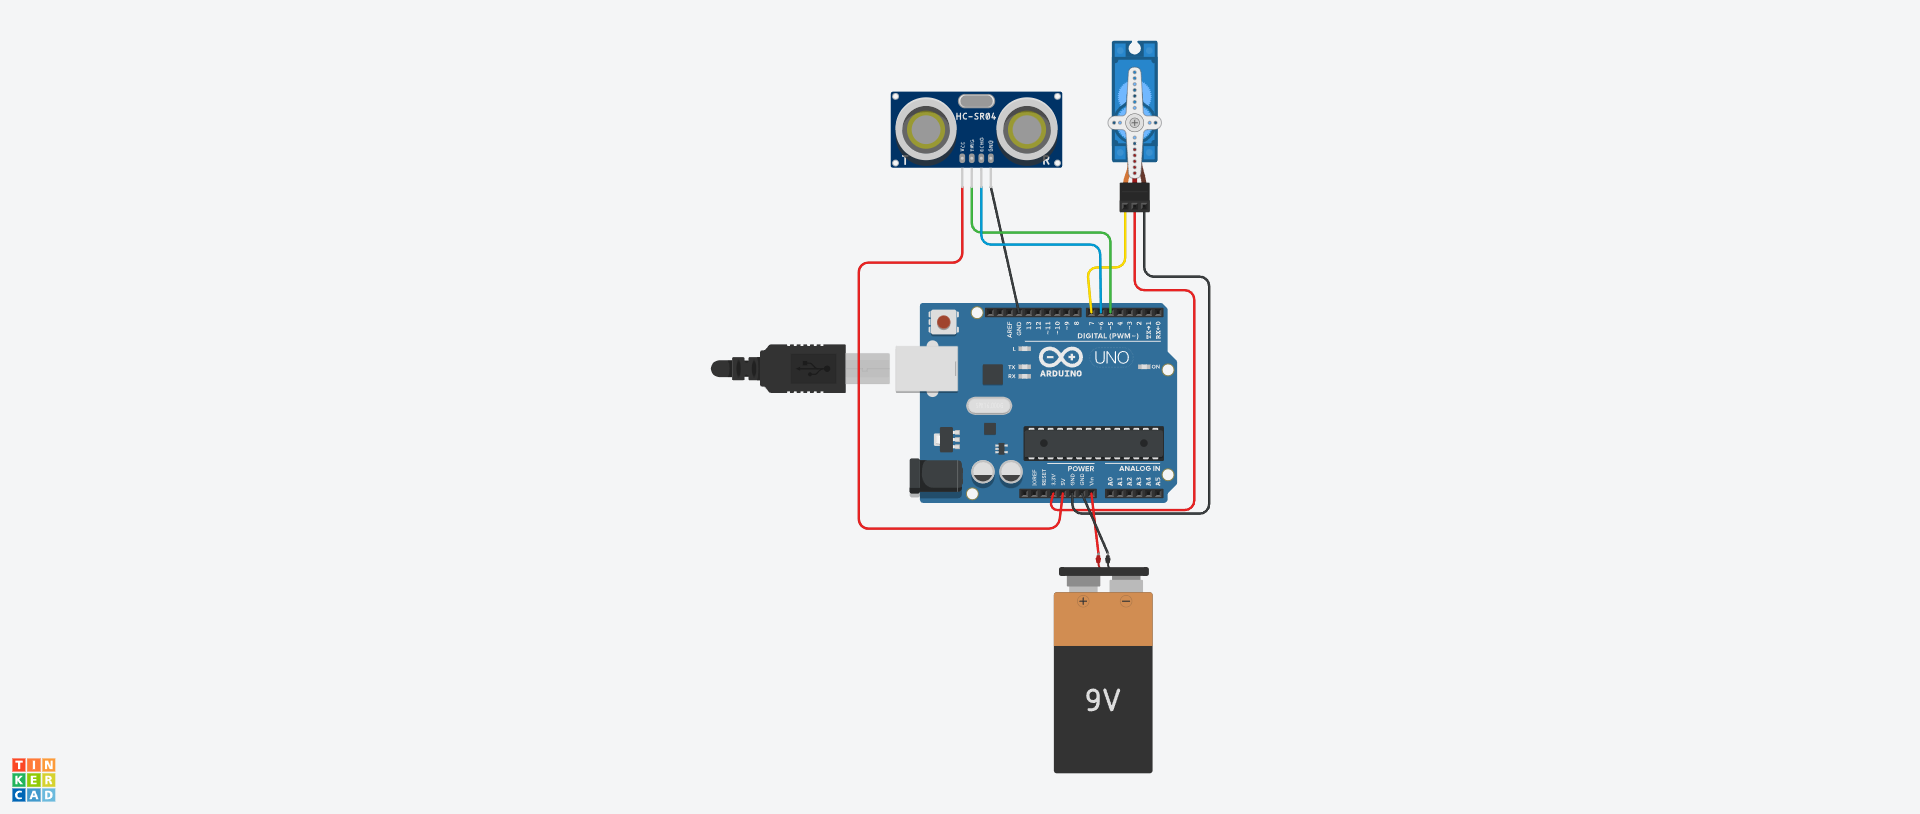 HC-SR04
VCC
TRIG
ECHO
GND
T
R
AREF
GND
13
12
~11
~10
~9
8
7
~6
~5
4
~3
2
TX→1
RX←0
DIGITAL (PWM~)
L
TX
RX
ARDUINO
UNO
ON
POWER
ANALOG IN
IOREF
RESET
3.3V
5V
GND
GND
Vin
A0
A1
A2
A3
A4
A5
+
−
9V
TIN
KER
CAD